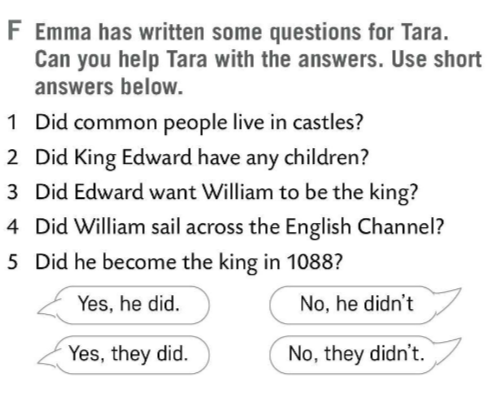 F Emma has written some questions for Tara.
Can you help Tara with the answers. Use short
answers below.
1 Did common people live in castles?
2 Did King Edward have any children?
3 Did Edward want William to be the king?
4 Did William sail across the English Channel?
5 Did he become the king in 1088?
Yes, he did. No, he didn't
Yes, they did. No, they didn't.